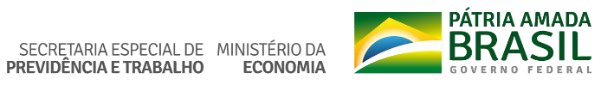 SECRETARIA ESPECIAL DE
PREVIDÊNCIA E TRABALHO
MINISTÉRIO DA
ECONOMIA
PÁTRIA AMADA
BRASIL
GOVERNO FEDERAL